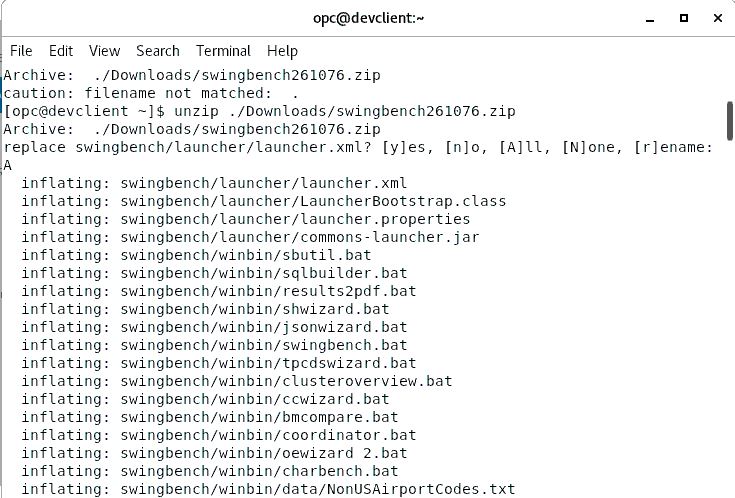 opc@devclient:~
File Edit View Search Terminal Help
Archive:  ./Downloads/swingbench261076.zip
caution: filename not matched:  .
[opc@devclient ~]$ unzip ./Downloads/swingbench261076.zip
Archive:  ./Downloads/swingbench261076.zip
replace swingbench/launcher/launcher.xml? [y]es, [n]o, [A]ll, [N]one, [r]ename:
A
  inflating: swingbench/launcher/launcher.xml
  inflating: swingbench/launcher/LauncherBootstrap.class
  inflating: swingbench/launcher/launcher.properties
  inflating: swingbench/launcher/commons-launcher.jar
  inflating: swingbench/winbin/sbutil.bat
  inflating: swingbench/winbin/sqlbuilder.bat
  inflating: swingbench/winbin/results2pdf.bat
  inflating: swingbench/winbin/shwizard.bat
  inflating: swingbench/winbin/jsonwizard.bat
  inflating: swingbench/winbin/swingbench.bat
  inflating: swingbench/winbin/tpcdswizard.bat
  inflating: swingbench/winbin/clusteroverview.bat
  inflating: swingbench/winbin/ccwizard.bat
  inflating: swingbench/winbin/bmcompare.bat
  inflating: swingbench/winbin/coordinator.bat
  inflating: swingbench/winbin/oewizard 2.bat
  inflating: swingbench/winbin/charbench.bat
  inflating: swingbench/winbin/data/NonUSAirportCodes.txt